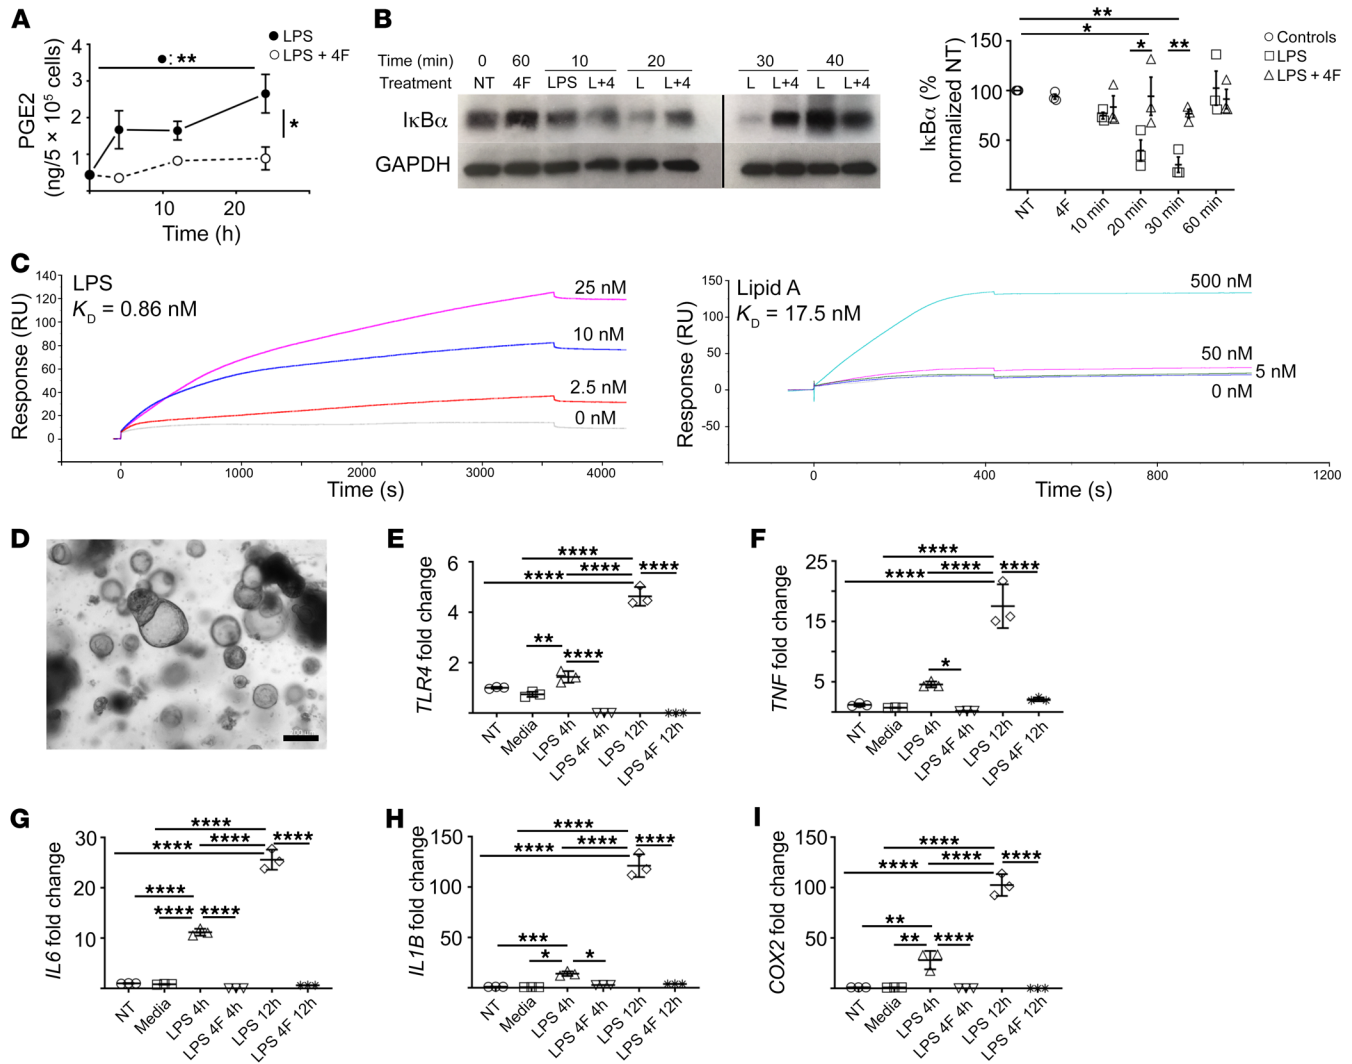 A
PGE2
(ng/5 × 10⁵ cells)
4
3
2
1
10
20
Time (h)
●: **
*
● LPS
○ LPS + 4F
B
Time (min) 0 60 10 20 30 40
Treatment NT 4F LPS L+4 L L+4 L L+4 L L+4
IκBα
GAPDH
IκBα (%
normalized NT)
150
100
50
**
*
* **
○ Controls
□ LPS
△ LPS + 4F
NT
4F
10 min
20 min
30 min
60 min
C
Response (RU)
140
120
100
80
60
40
20
0
LPS
K_D = 0.86 nM
25 nM
10 nM
2.5 nM
0 nM
0 1000 2000 3000 4000
Time (s)
Response (RU)
150
100
50
0
-50
Lipid A
K_D = 17.5 nM
500 nM
50 nM
5 nM
0 nM
0 400 800 1200
Time (s)
D
E
TLR4 fold change
6
4
2
****
**** **** ****
**
****
NT
Media
LPS 4h
LPS 4F 4h
LPS 12h
LPS 4F 12h
F
TNF fold change
25
15
5
****
**** **** ****
*
NT
Media
LPS 4h
LPS 4F 4h
LPS 12h
LPS 4F 12h
G
IL6 fold change
30
20
10
****
**** **** ****
****
**** ****
NT
Media
LPS 4h
LPS 4F 4h
LPS 12h
LPS 4F 12h
H
IL1B fold change
150
100
50
****
**** **** ****
***
* *
NT
Media
LPS 4h
LPS 4F 4h
LPS 12h
LPS 4F 12h
I
COX2 fold change
150
100
50
****
**** **** ****
**
** ****
NT
Media
LPS 4h
LPS 4F 4h
LPS 12h
LPS 4F 12h